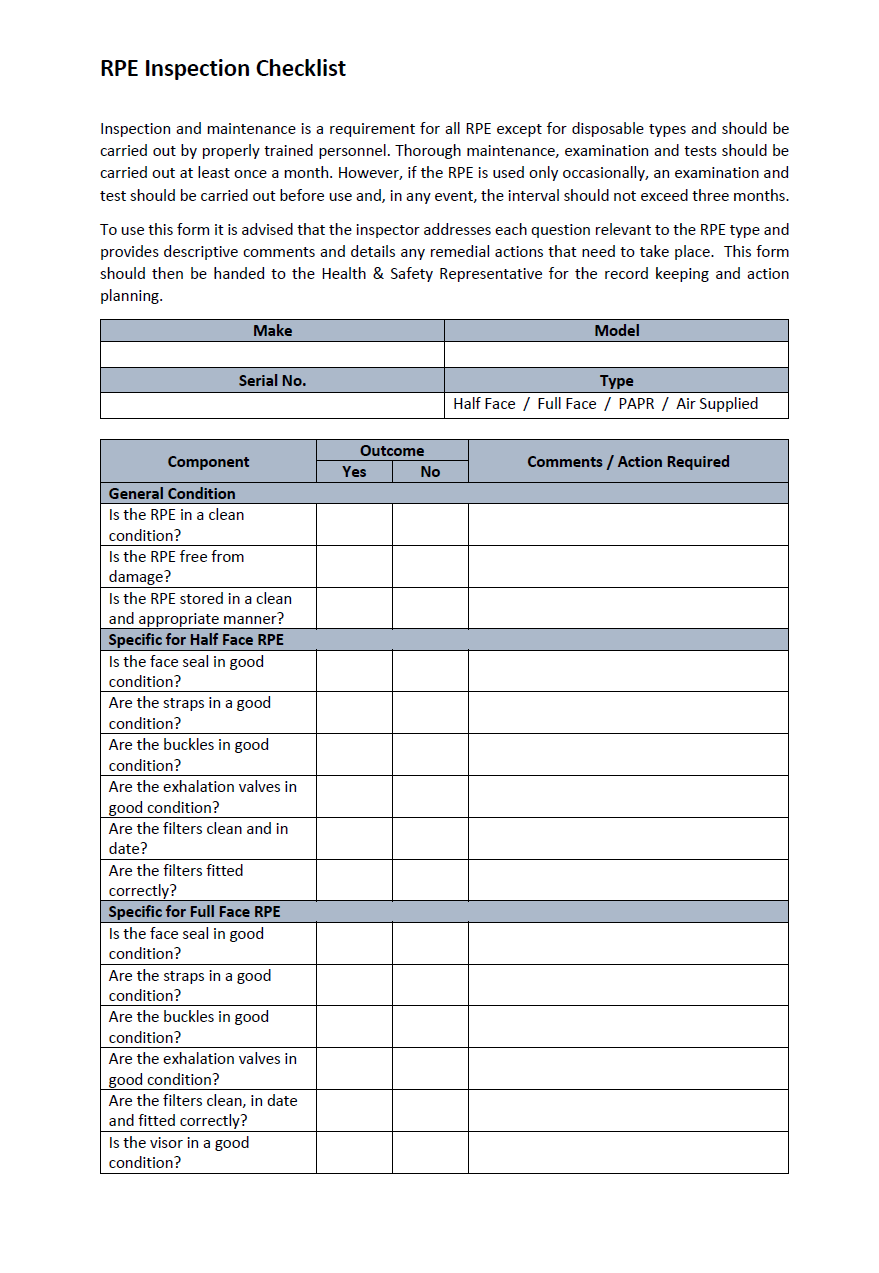 RPE Inspection Checklist
Inspection and maintenance is a requirement for all RPE except for disposable types and should be
carried out by properly trained personnel. Thorough maintenance, examination and tests should be
carried out at least once a month. However, if the RPE is used only occasionally, an examination and
test should be carried out before use and, in any event, the interval should not exceed three months.
To use this form it is advised that the inspector addresses each question relevant to the RPE type and
provides descriptive comments and details any remedial actions that need to take place. This form
should then be handed to the Health & Safety Representative for the record keeping and action
planning.
Make Model
Serial No. Type
Half Face / Full Face / PAPR / Air Supplied
Component Outcome Comments / Action Required
Yes No
General Condition
Is the RPE in a clean
condition?
Is the RPE free from
damage?
Is the RPE stored in a clean
and appropriate manner?
Specific for Half Face RPE
Is the face seal in good
condition?
Are the straps in a good
condition?
Are the buckles in good
condition?
Are the exhalation valves in
good condition?
Are the filters clean and in
date?
Are the filters fitted
correctly?
Specific for Full Face RPE
Is the face seal in good
condition?
Are the straps in a good
condition?
Are the buckles in good
condition?
Are the exhalation valves in
good condition?
Are the filters clean, in date
and fitted correctly?
Is the visor in a good
condition?